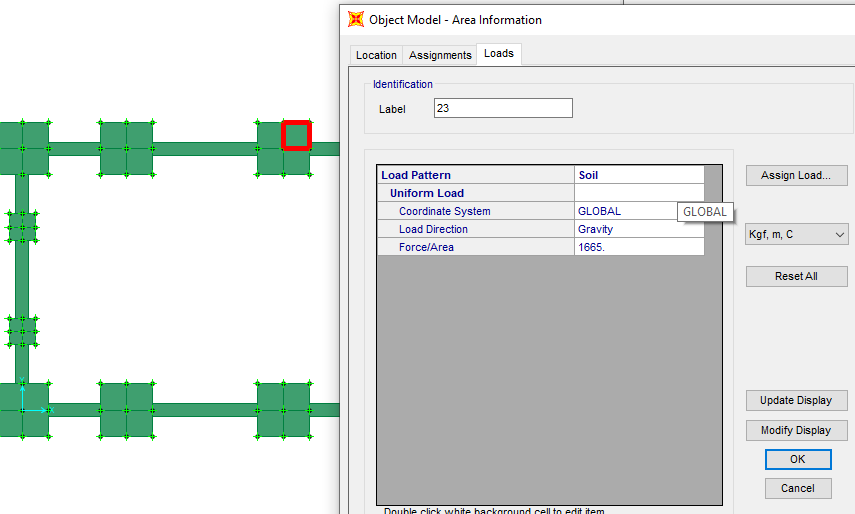 Object Model - Area Information
Location Assignments Loads
Identification
Label 23
Load Pattern Soil
Uniform Load
Coordinate System GLOBAL
GLOBAL
Load Direction Gravity
Force/Area 1665.
Assign Load...
Kgf, m, C
Reset All
Update Display
Modify Display
OK
Cancel
Double click white background cell to edit item.